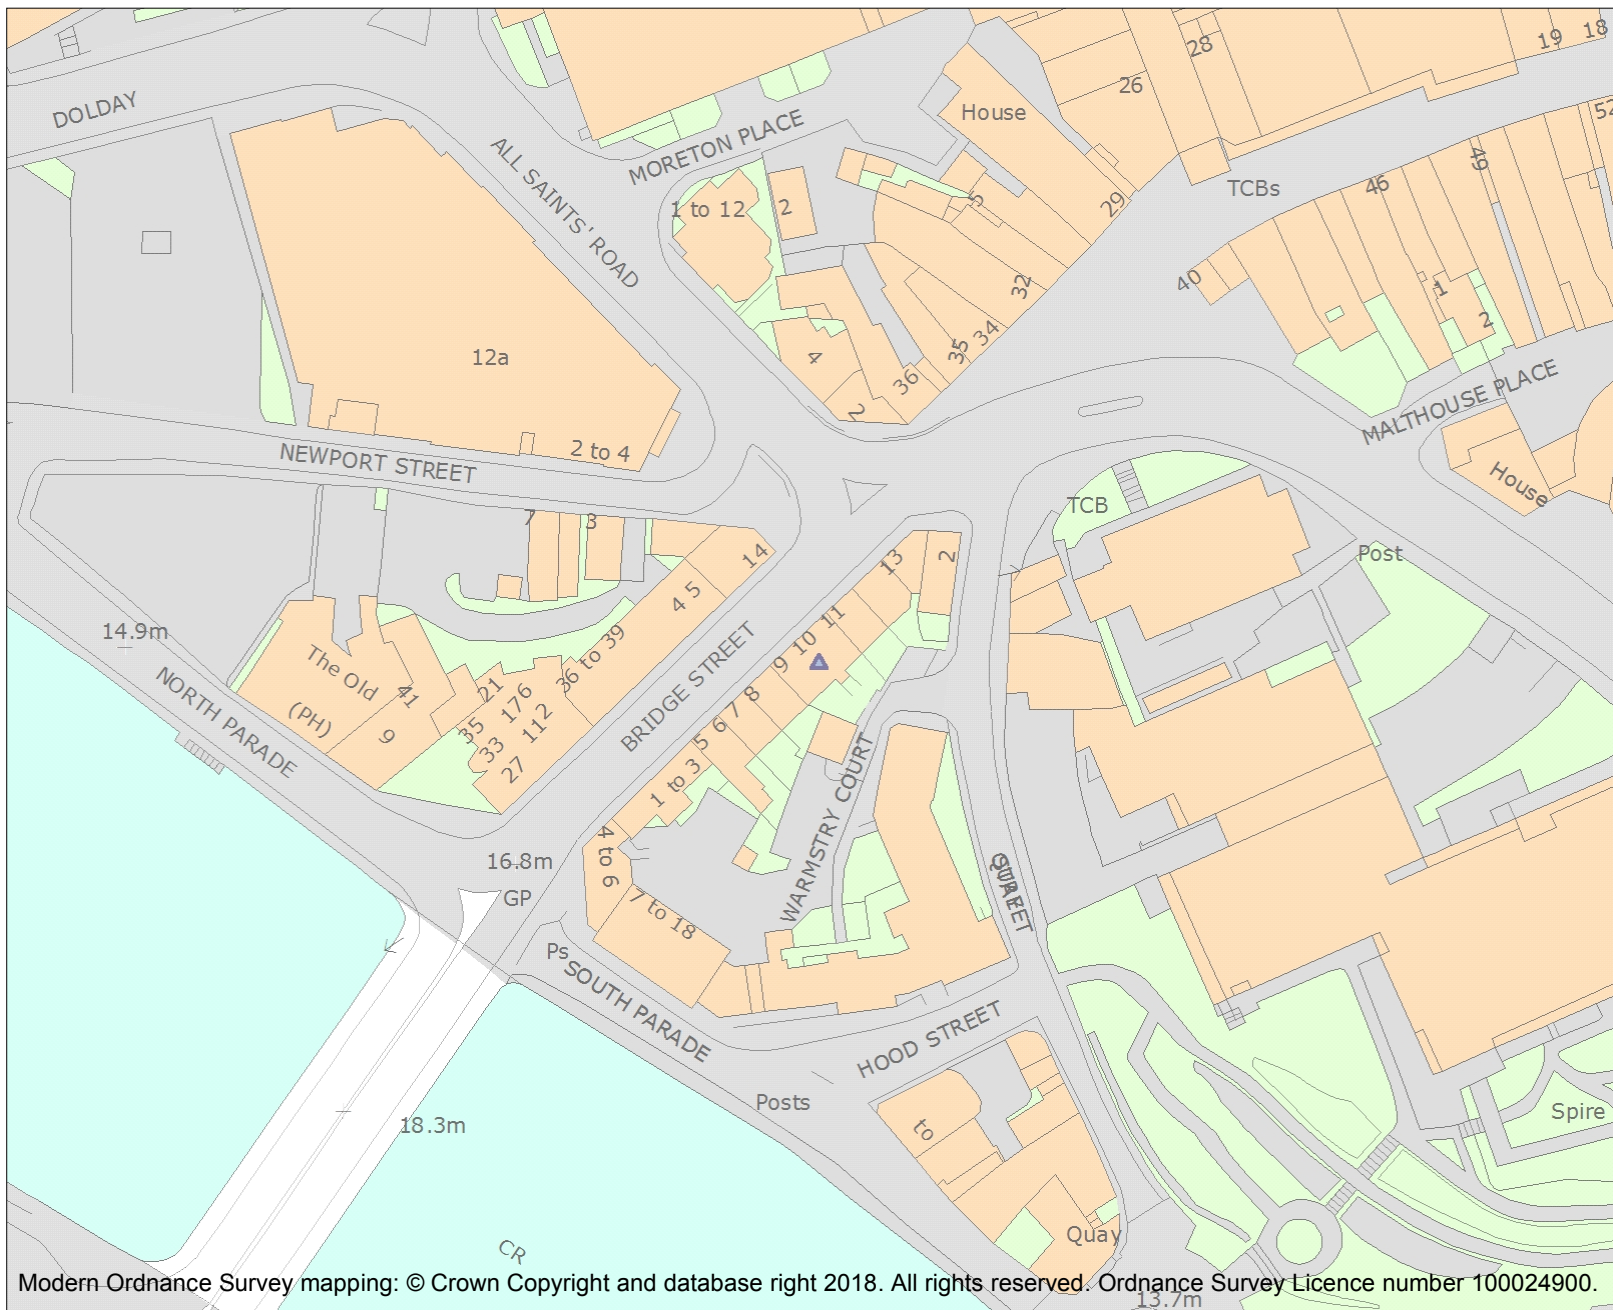 DOLDAY
ALL SAINTS' ROAD
MORETON PLACE
House
26
28
19
18
52
TCBs
49
46
40
1
2
1 to 12
2
5
29
32
34
35
36
4
2
12a
2 to 4
NEWPORT STREET
MALTHOUSE PLACE
House
TCB
Post
7
3
14
4 5
13
2
11
10
9
8
7
6
5
1 to 3
BRIDGE STREET
14.9m
NORTH PARADE
The Old
(PH)
41
9
21
176
112
35
33
27
36 to 39
WARMSTRY COURT
4 to 6
7 to 18
16.8m
GP
Ps
SOUTH PARADE
STREET
HOOD STREET
Posts
to
Quay
Spire
18.3m
CR
13.7m
Modern Ordnance Survey mapping: © Crown Copyright and database right 2018. All rights reserved. Ordnance Survey Licence number 100024900.